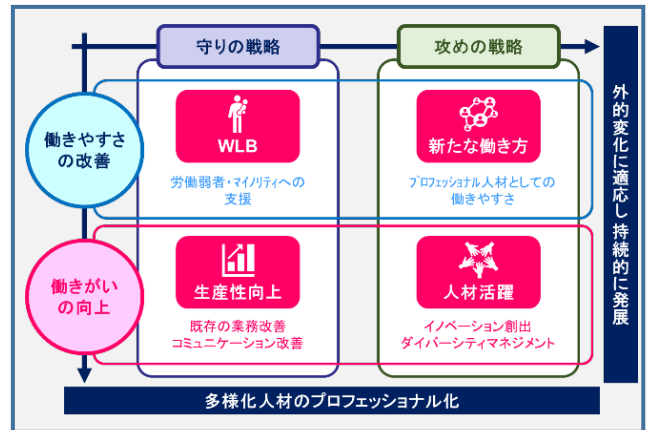 守りの戦略
攻めの戦略
働きやすさ
の改善
WLB
労働弱者・マイノリティへの
支援
新たな働き方
プロフェッショナル人材としての
働きやすさ
働きがい
の向上
生産性向上
既存の業務改善
コミュニケーション改善
人材活躍
イノベーション創出
ダイバーシティマネジメント
外的変化に適応し 持続的に発展
多様化人材のプロフェッショナル化